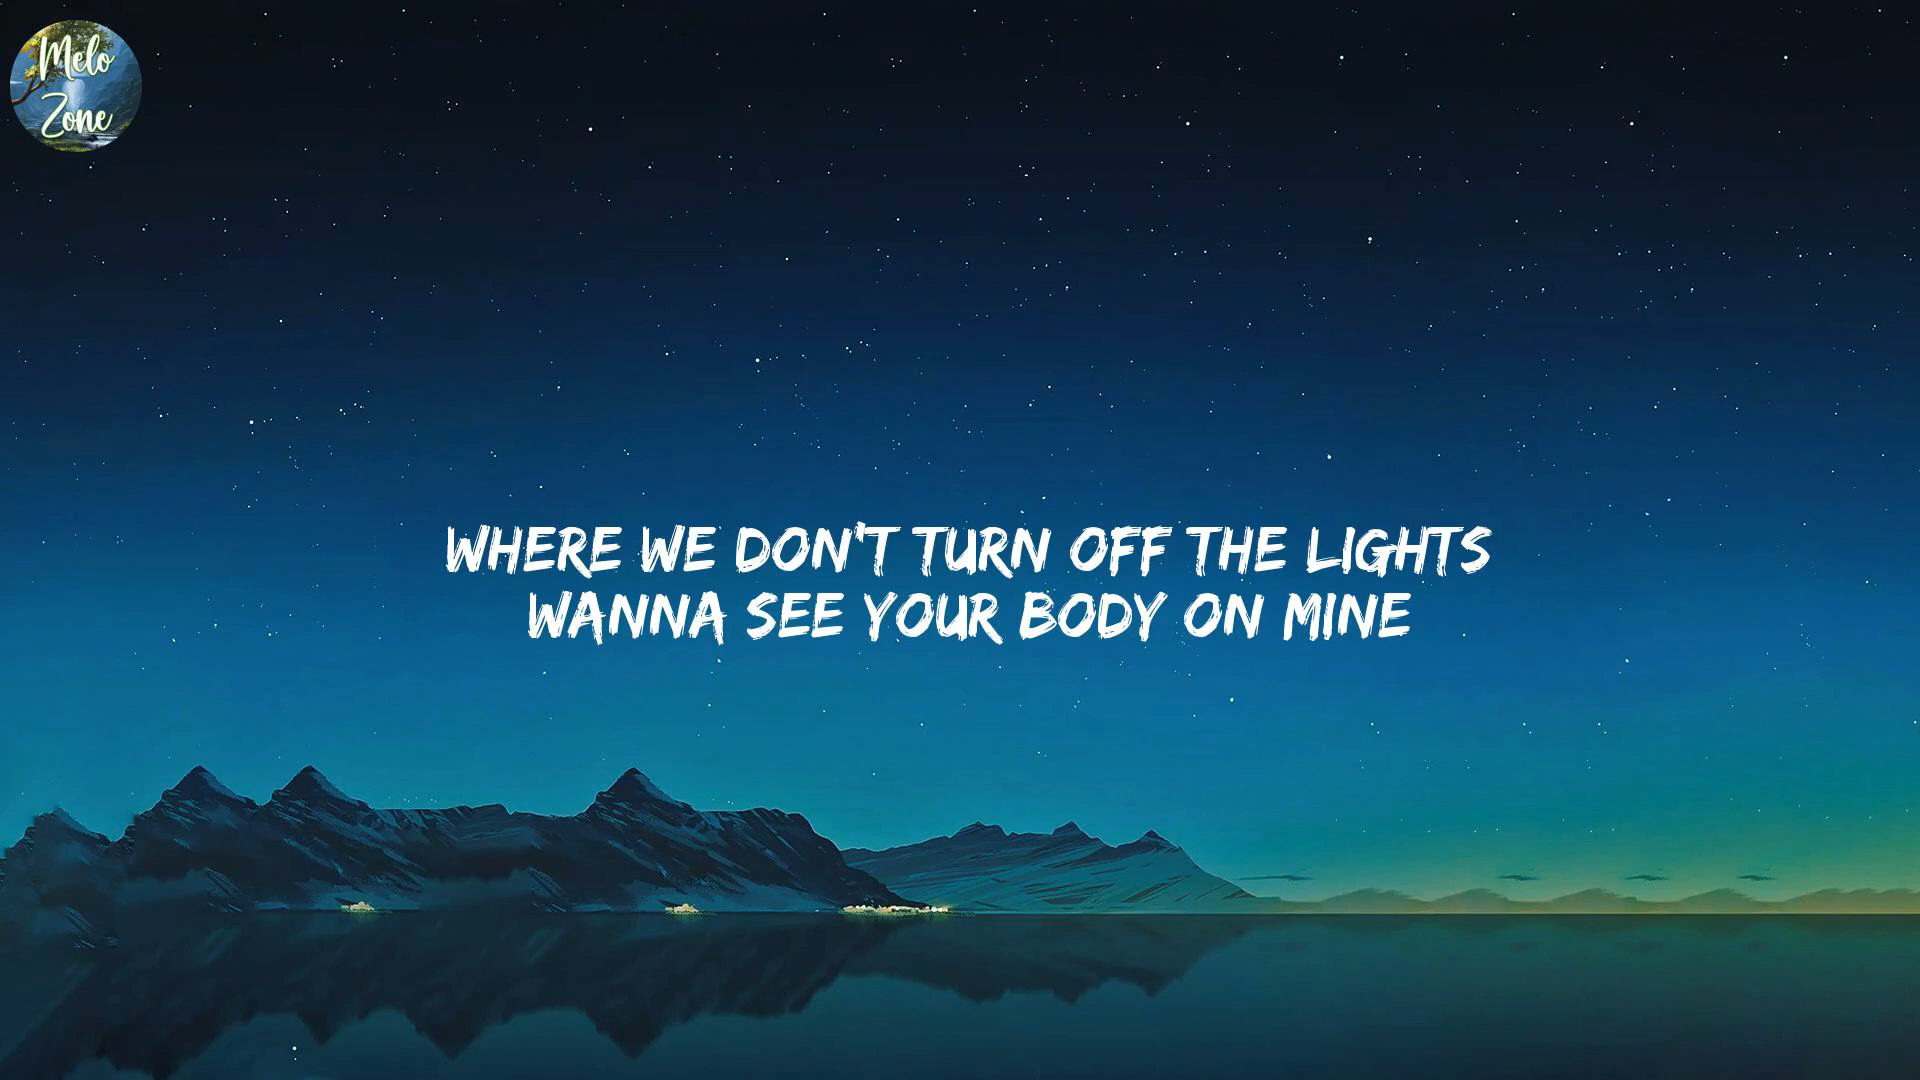 Melo
Zone
WHERE WE DON'T TURN OFF THE LIGHTS
WANNA SEE YOUR BODY ON MINE